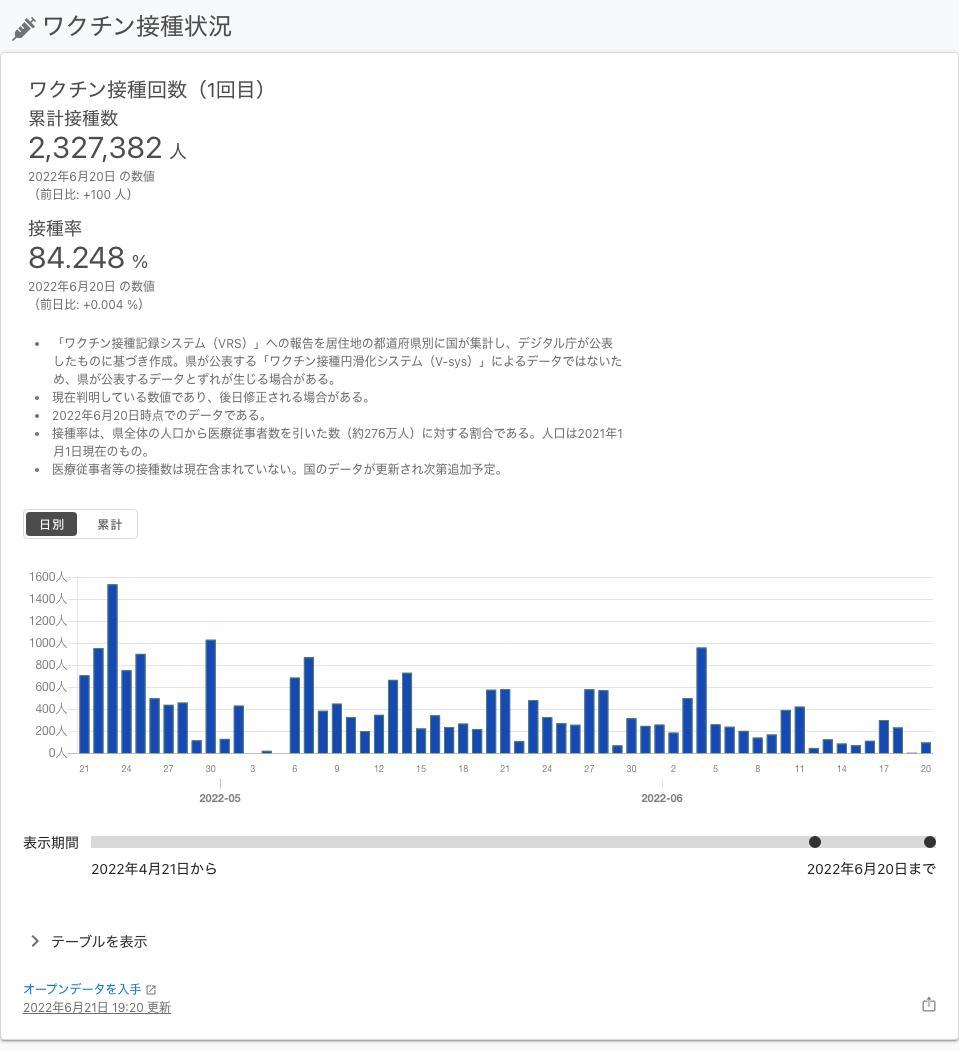 ワクチン接種状況
ワクチン接種回数（1回目）
累計接種数
2,327,382 人
2022年6月20日 の数値
（前日比: +100 人）
接種率
84.248 %
2022年6月20日 の数値
（前日比: +0.004 %）
• 「ワクチン接種記録システム（VRS）」への報告を居住地の都道府県別に国が集計し、デジタル庁が公表
したものに基づき作成。県が公表する「ワクチン接種円滑化システム（V-sys）」によるデータではないた
め、県が公表するデータとずれが生じる場合がある。
• 現在判明している数値であり、後日修正される場合がある。
• 2022年6月20日時点でのデータである。
• 接種率は、県全体の人口から医療従事者数を引いた数（約276万人）に対する割合である。人口は2021年1
月1日現在のもの。
• 医療従事者等の接種数は現在含まれていない。国のデータが更新され次第追加予定。
日別 累計
1600人
1400人
1200人
1000人
800人
600人
400人
200人
0人
21 24 27 30 3 6 9 12 15 18 21 24 27 30 2 5 8 11 14 17 20
2022-05 2022-06
表示期間
2022年4月21日から 2022年6月20日まで
テーブルを表示
オープンデータを入手
2022年6月21日 19:20 更新